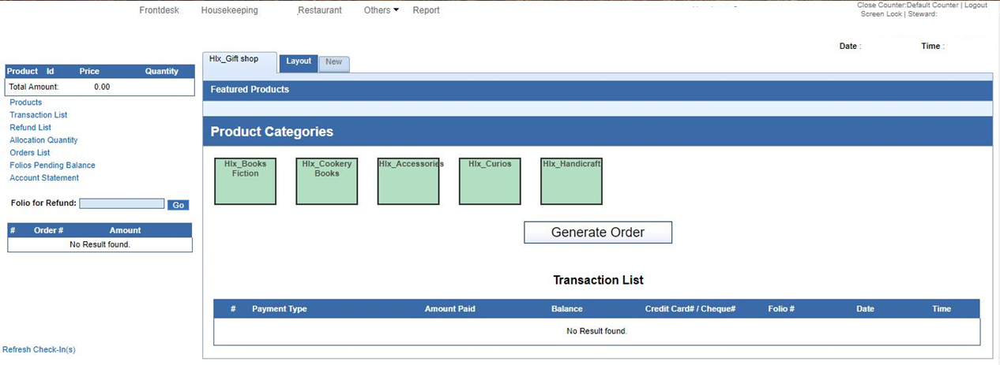 Frontdesk Housekeeping Restaurant Others Report
Close Counter:Default Counter | Logout
Screen Lock | Steward:
Date : Time :
Hlx_Gift shop Layout New
Product Id Price Quantity
Total Amount: 0.00
Products
Transaction List
Refund List
Allocation Quantity
Orders List
Folios Pending Balance
Account Statement
Folio for Refund: Go
# Order # Amount
No Result found.
Refresh Check-In(s)
Featured Products
Product Categories
Hlx_Books Fiction
Hlx_Cookery Books
Hlx_Accessories
Hlx_Curios
Hlx_Handicraft
Generate Order
Transaction List
# Payment Type Amount Paid Balance Credit Card# / Cheque# Folio # Date Time
No Result found.